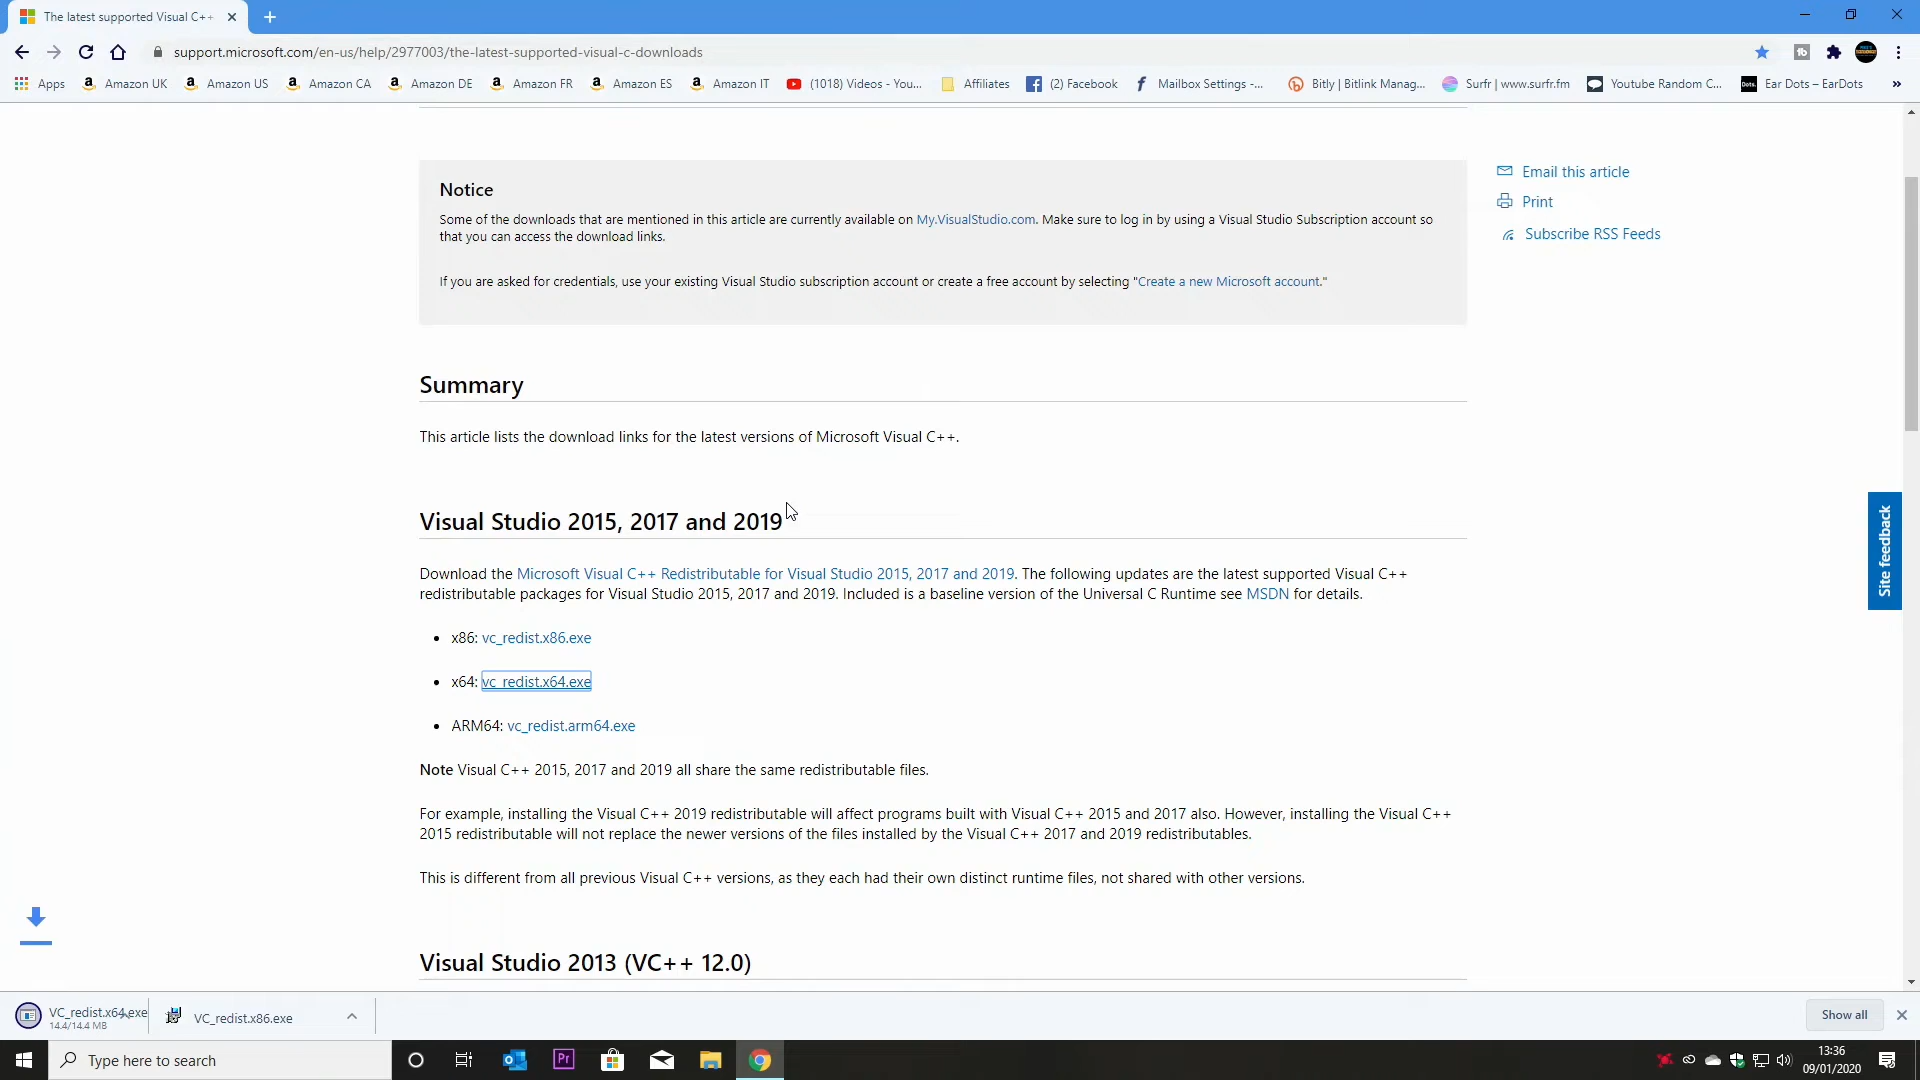 The latest supported Visual C++
support.microsoft.com/en-us/help/2977003/the-latest-supported-visual-c-downloads
Apps Amazon UK Amazon US Amazon CA Amazon DE Amazon FR Amazon ES Amazon IT (1018) Videos - You... Affiliates (2) Facebook Mailbox Settings -... Bitly | Bitlink Manag... Surfr | www.surfr.fm Youtube Random C... Dots. Ear Dots – EarDots »
Notice
Some of the downloads that are mentioned in this article are currently available on My.VisualStudio.com. Make sure to log in by using a Visual Studio Subscription account so
that you can access the download links.
If you are asked for credentials, use your existing Visual Studio subscription account or create a free account by selecting "Create a new Microsoft account."
Email this article
Print
Subscribe RSS Feeds
Summary
This article lists the download links for the latest versions of Microsoft Visual C++.
Visual Studio 2015, 2017 and 2019
Download the Microsoft Visual C++ Redistributable for Visual Studio 2015, 2017 and 2019. The following updates are the latest supported Visual C++
redistributable packages for Visual Studio 2015, 2017 and 2019. Included is a baseline version of the Universal C Runtime see MSDN for details.
• x86: vc_redist.x86.exe
• x64: vc_redist.x64.exe
• ARM64: vc_redist.arm64.exe
Note Visual C++ 2015, 2017 and 2019 all share the same redistributable files.
For example, installing the Visual C++ 2019 redistributable will affect programs built with Visual C++ 2015 and 2017 also. However, installing the Visual C++
2015 redistributable will not replace the newer versions of the files installed by the Visual C++ 2017 and 2019 redistributables.
This is different from all previous Visual C++ versions, as they each had their own distinct runtime files, not shared with other versions.
Visual Studio 2013 (VC++ 12.0)
Site feedback
VC_redist.x64.exe
14.4/14.4 MB
VC_redist.x86.exe
Show all
Type here to search
Pr
13:36
09/01/2020